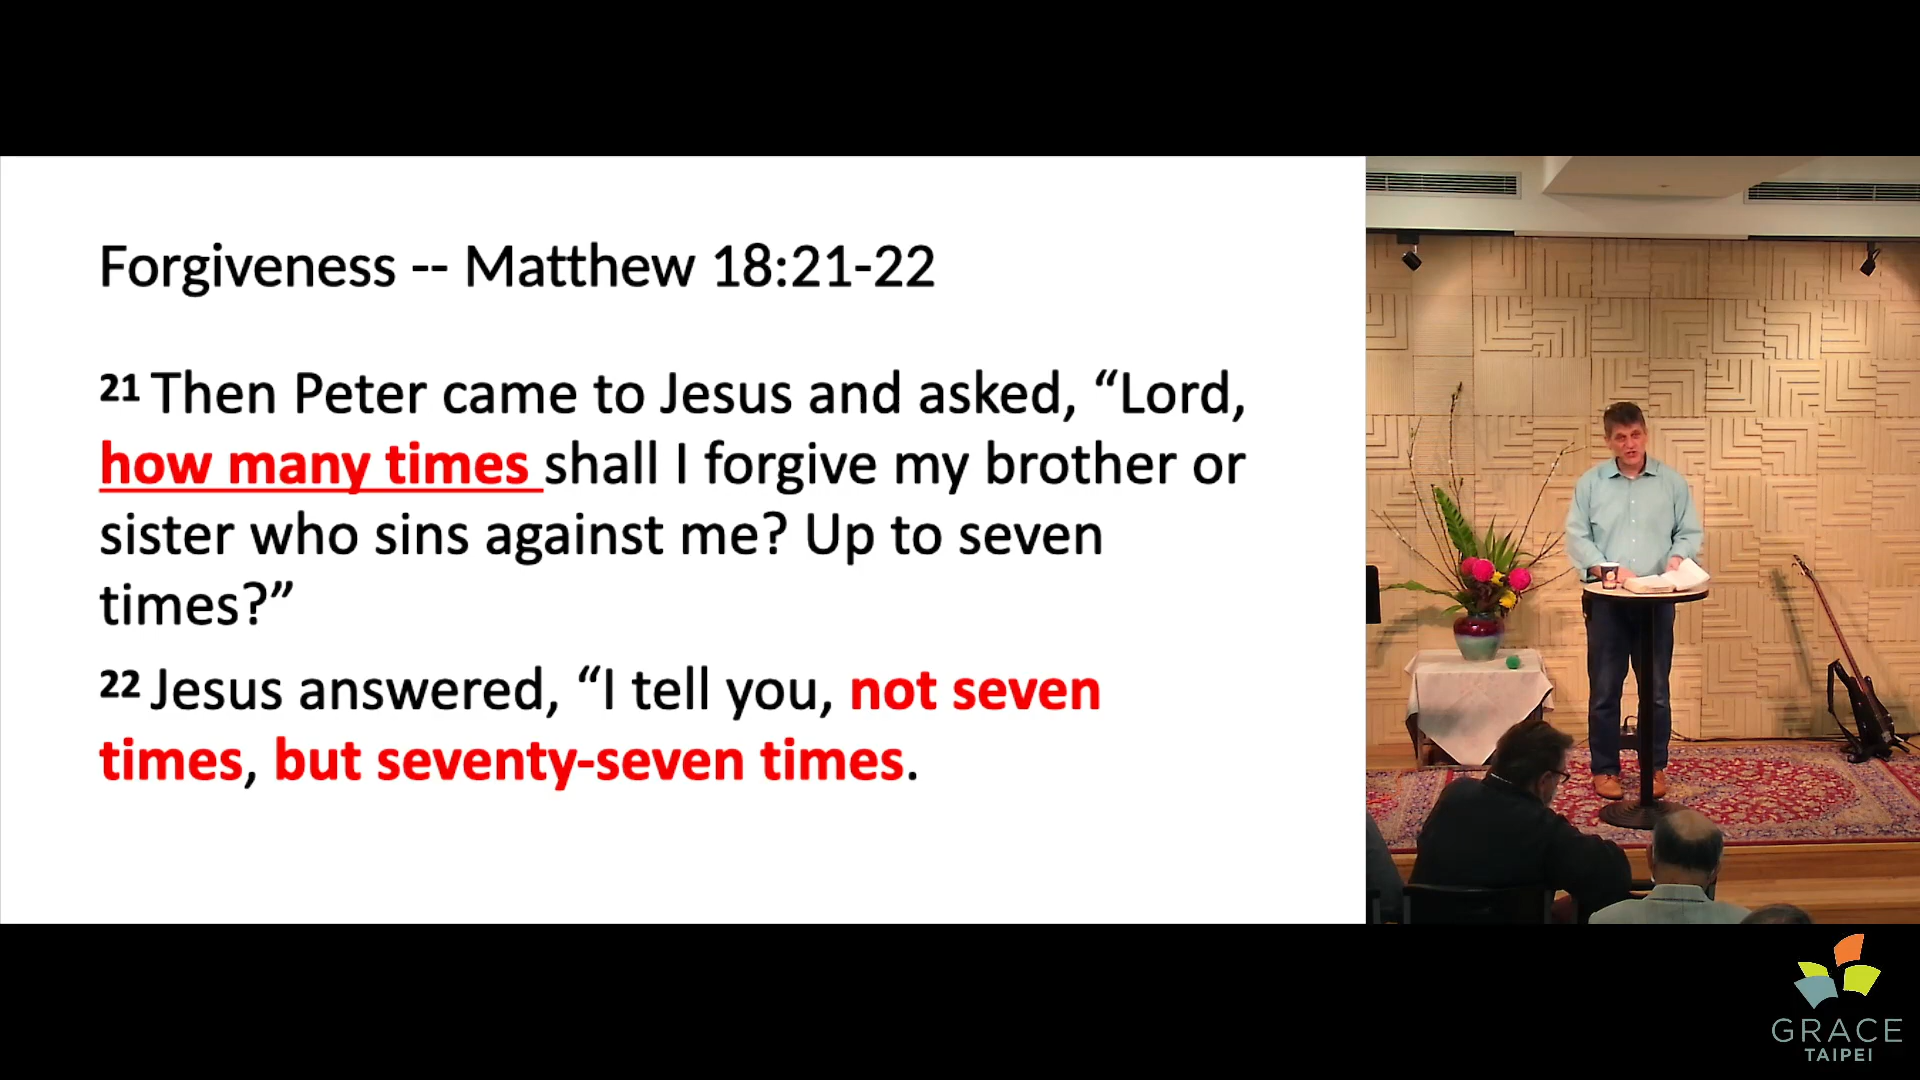 Forgiveness -- Matthew 18:21-22
21 Then Peter came to Jesus and asked, “Lord,
how many times shall I forgive my brother or
sister who sins against me? Up to seven
times?”
22 Jesus answered, “I tell you, not seven
times, but seventy-seven times.
GRACE
TAIPEI